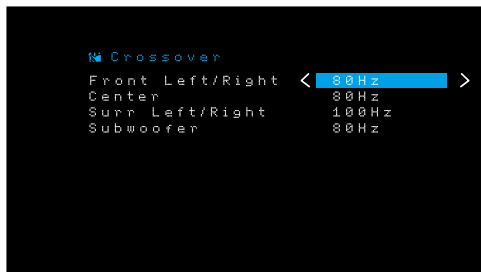 Crossover
Front Left/Right 80Hz
Center 80Hz
Surr Left/Right 100Hz
Subwoofer 80Hz